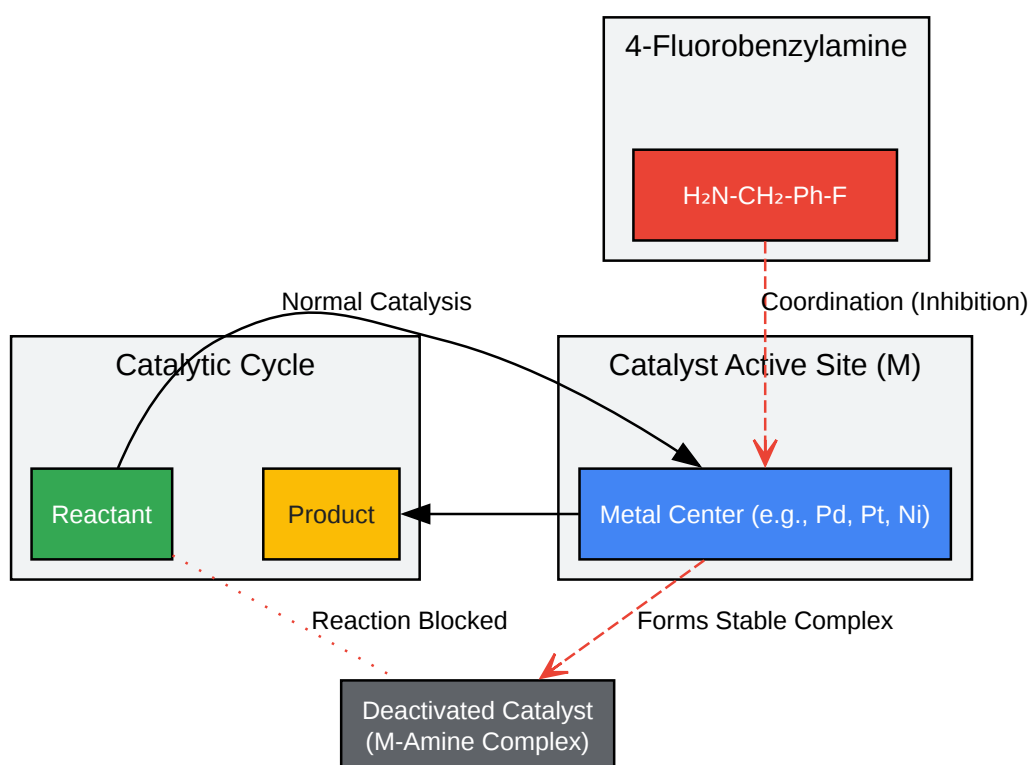 4-Fluorobenzylamine
H₂N-CH₂-Ph-F
Normal Catalysis
Coordination (Inhibition)
Catalytic Cycle
Catalyst Active Site (M)
Reactant
Product
Metal Center (e.g., Pd, Pt, Ni)
Reaction Blocked
Forms Stable Complex
Deactivated Catalyst
(M-Amine Complex)